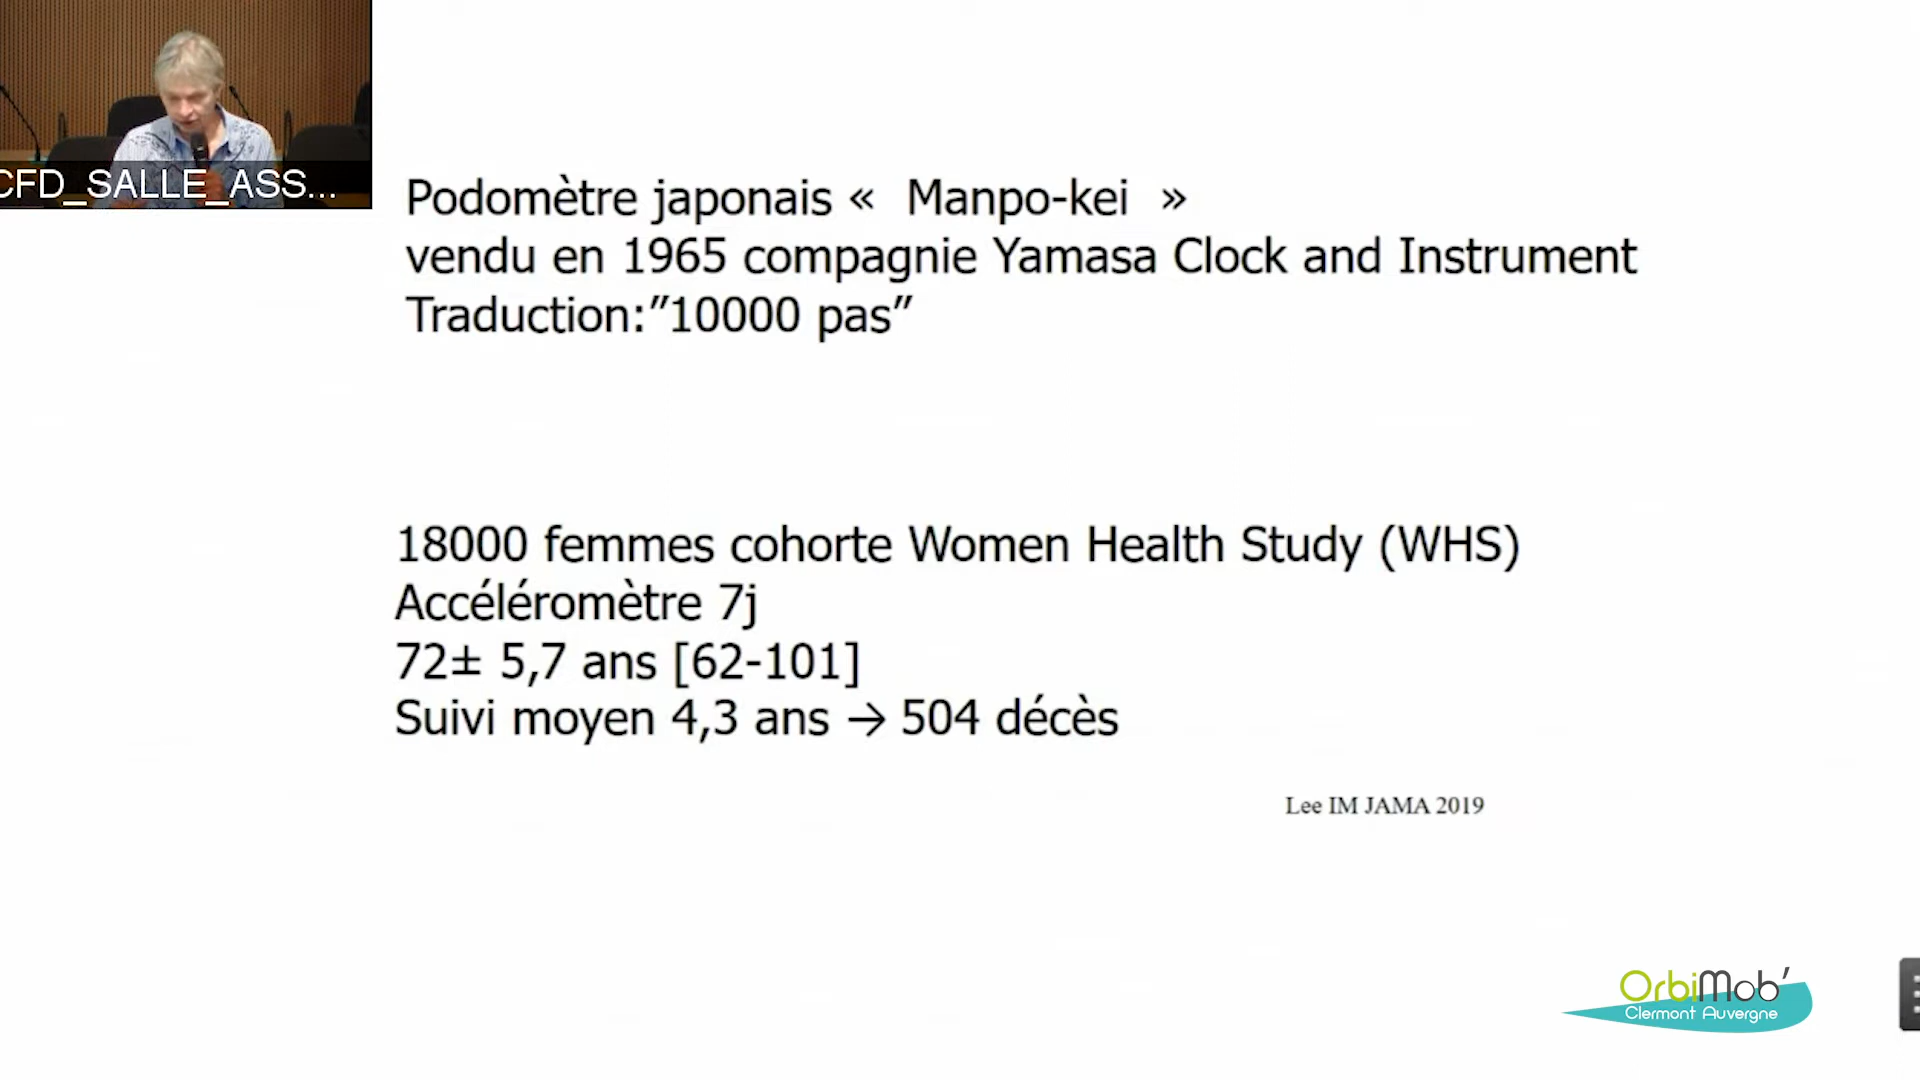 CFD_SALLE_ASS...
Podomètre japonais «  Manpo-kei  »
vendu en 1965 compagnie Yamasa Clock and Instrument
Traduction:”10000 pas”
18000 femmes cohorte Women Health Study (WHS)
Accéléromètre 7j
72± 5,7 ans [62-101]
Suivi moyen 4,3 ans → 504 décès
Lee IM JAMA 2019
OrbiMob'
Clermont Auvergne